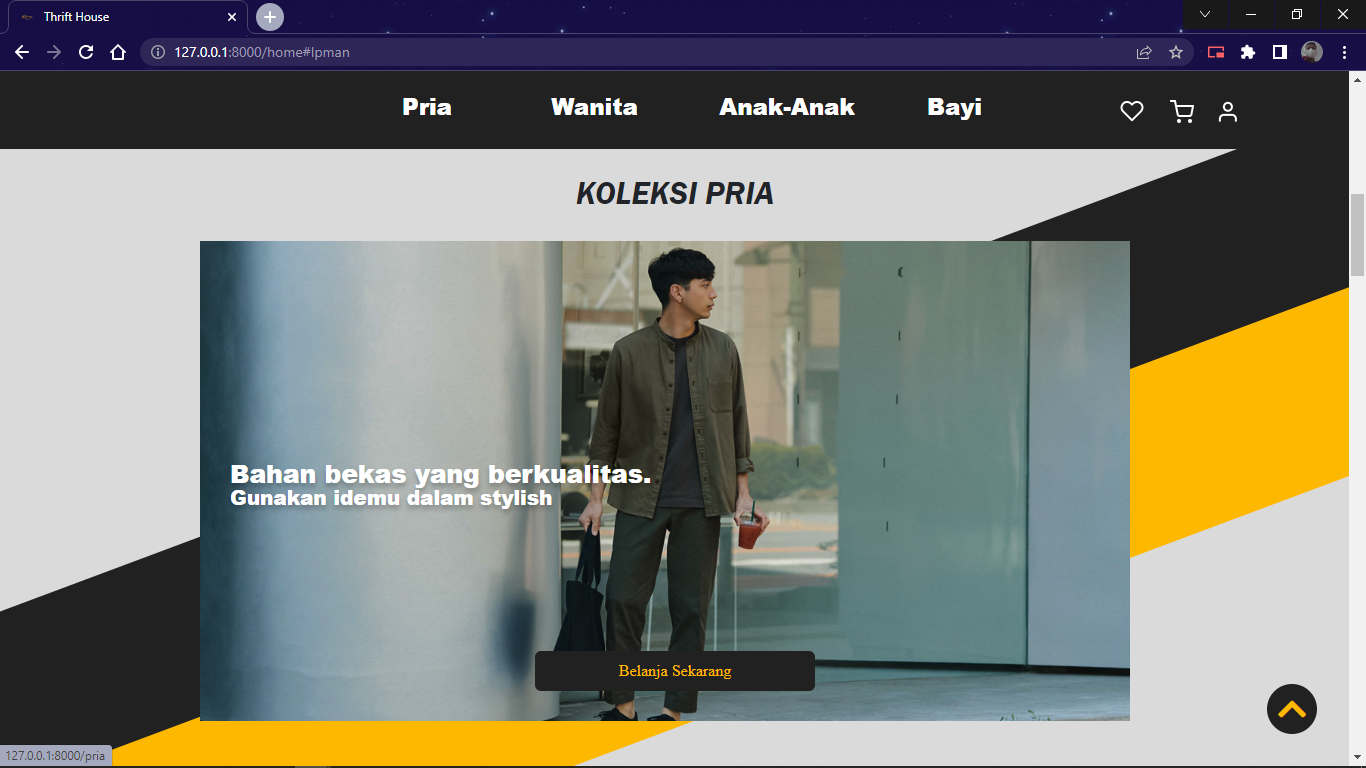 Thrift House
127.0.0.1:8000/home#lpman
Pria Wanita Anak-Anak Bayi
KOLEKSI PRIA
Bahan bekas yang berkualitas.
Gunakan idemu dalam stylish
Belanja Sekarang
127.0.0.1:8000/pria